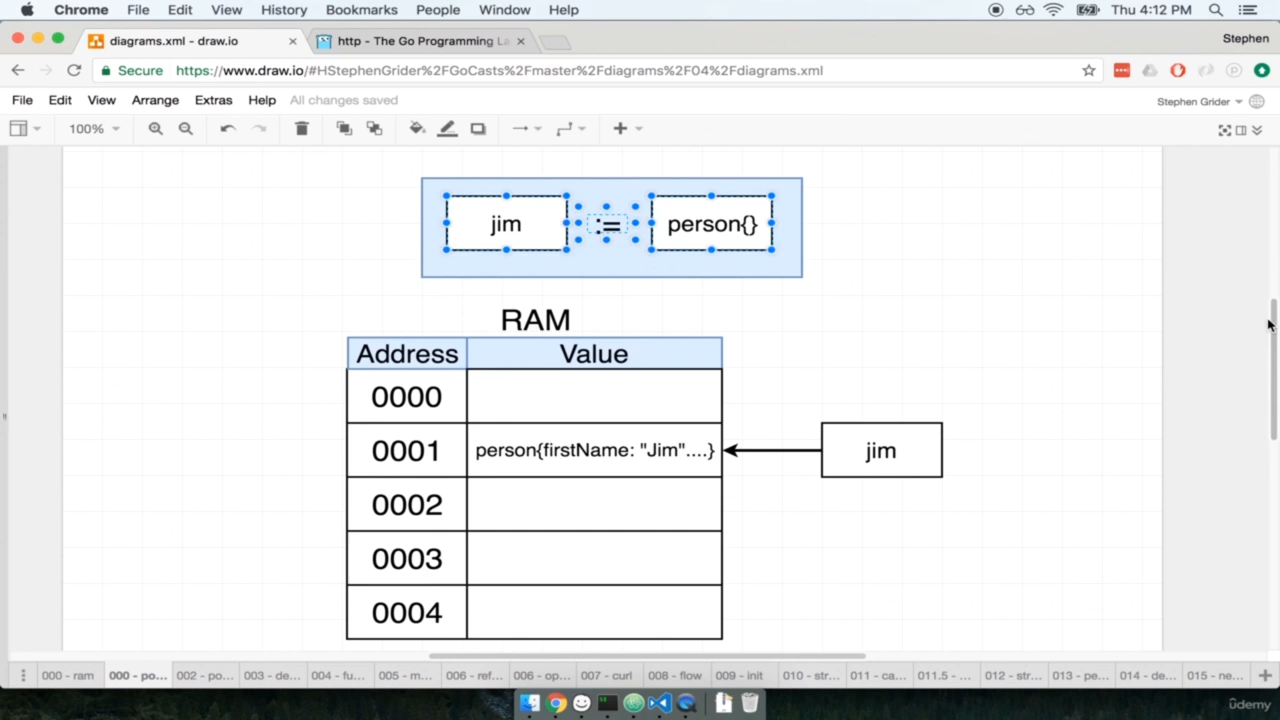 Chrome File Edit View History Bookmarks People Window Help Thu 4:12 PM
diagrams.xml - draw.io × http - The Go Programming La × Stephen
Secure https://www.draw.io/#HStephenGrider%2FGoCasts%2Fmaster%2Fdiagrams%2F04%2Fdiagrams.xml
File Edit View Arrange Extras Help All changes saved Stephen Grider
100%
jim := person{}
RAM
Address Value
0000
0001 person{firstName: "Jim"....} jim
0002
0003
0004
000 - ram 000 - po... 002 - po... 003 - de... 004 - fu... 005 - m... 006 - ref... 006 - op... 007 - curl 008 - flow 009 - init 010 - str... 011 - ca... 011.5 - ... 012 - str... 013 - pe... 014 - de... 015 - ne...
ûdemy